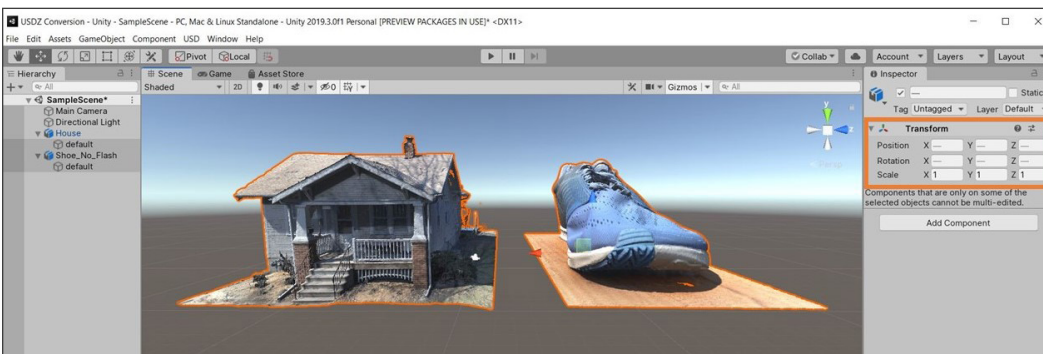 USDZ Conversion - Unity - SampleScene - PC, Mac & Linux Standalone - Unity 2019.3.0f1 Personal [PREVIEW PACKAGES IN USE]* <DX11>
File Edit Assets GameObject Component USD Window Help
Pivot Local Collab Account Layers Layout
Hierarchy Scene Game Asset Store Inspector
All Shaded 2D 0 Gizmos All Static
SampleScene*
Main Camera
Directional Light
House
default
Shoe_No_Flash
default
y
z
Persp
Tag Untagged Layer Default
Transform
Position X — Y — Z —
Rotation X — Y — Z —
Scale X 1 Y 1 Z 1
Components that are only on some of the
selected objects cannot be multi-edited.
Add Component